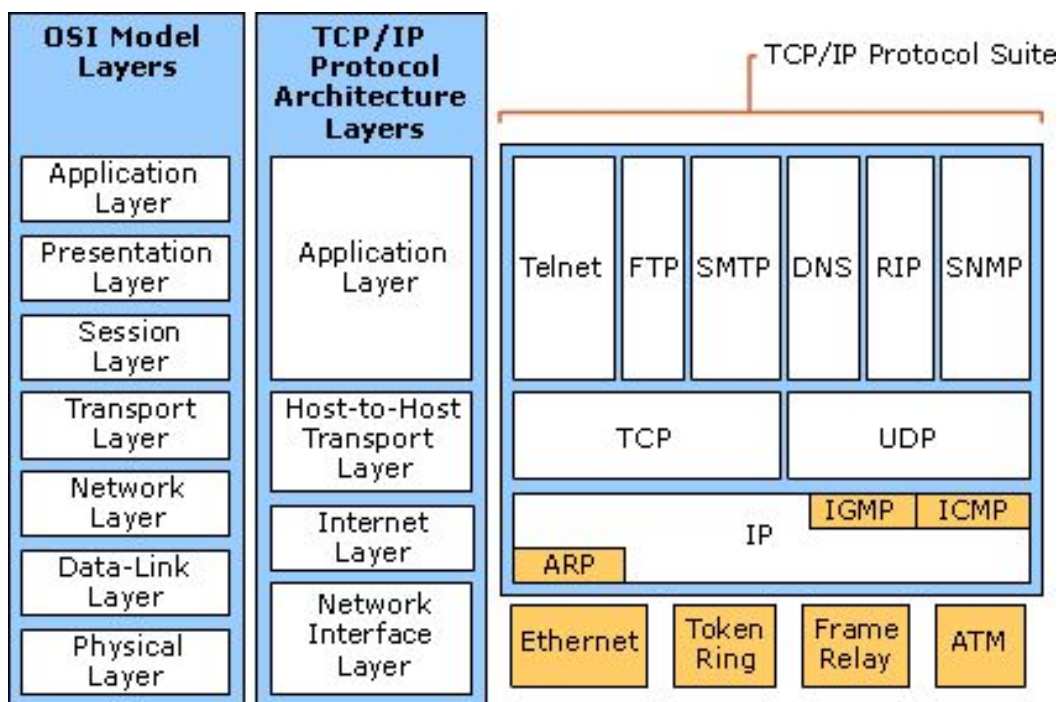 OSI Model
Layers
Application
Layer
Presentation
Layer
Session
Layer
Transport
Layer
Network
Layer
Data-Link
Layer
Physical
Layer
TCP/IP
Protocol
Architecture
Layers
Application
Layer
Host-to-Host
Transport
Layer
Internet
Layer
Network
Interface
Layer
TCP/IP Protocol Suite
Telnet
FTP
SMTP
DNS
RIP
SNMP
TCP
UDP
IGMP
ICMP
IP
ARP
Ethernet
Token
Ring
Frame
Relay
ATM